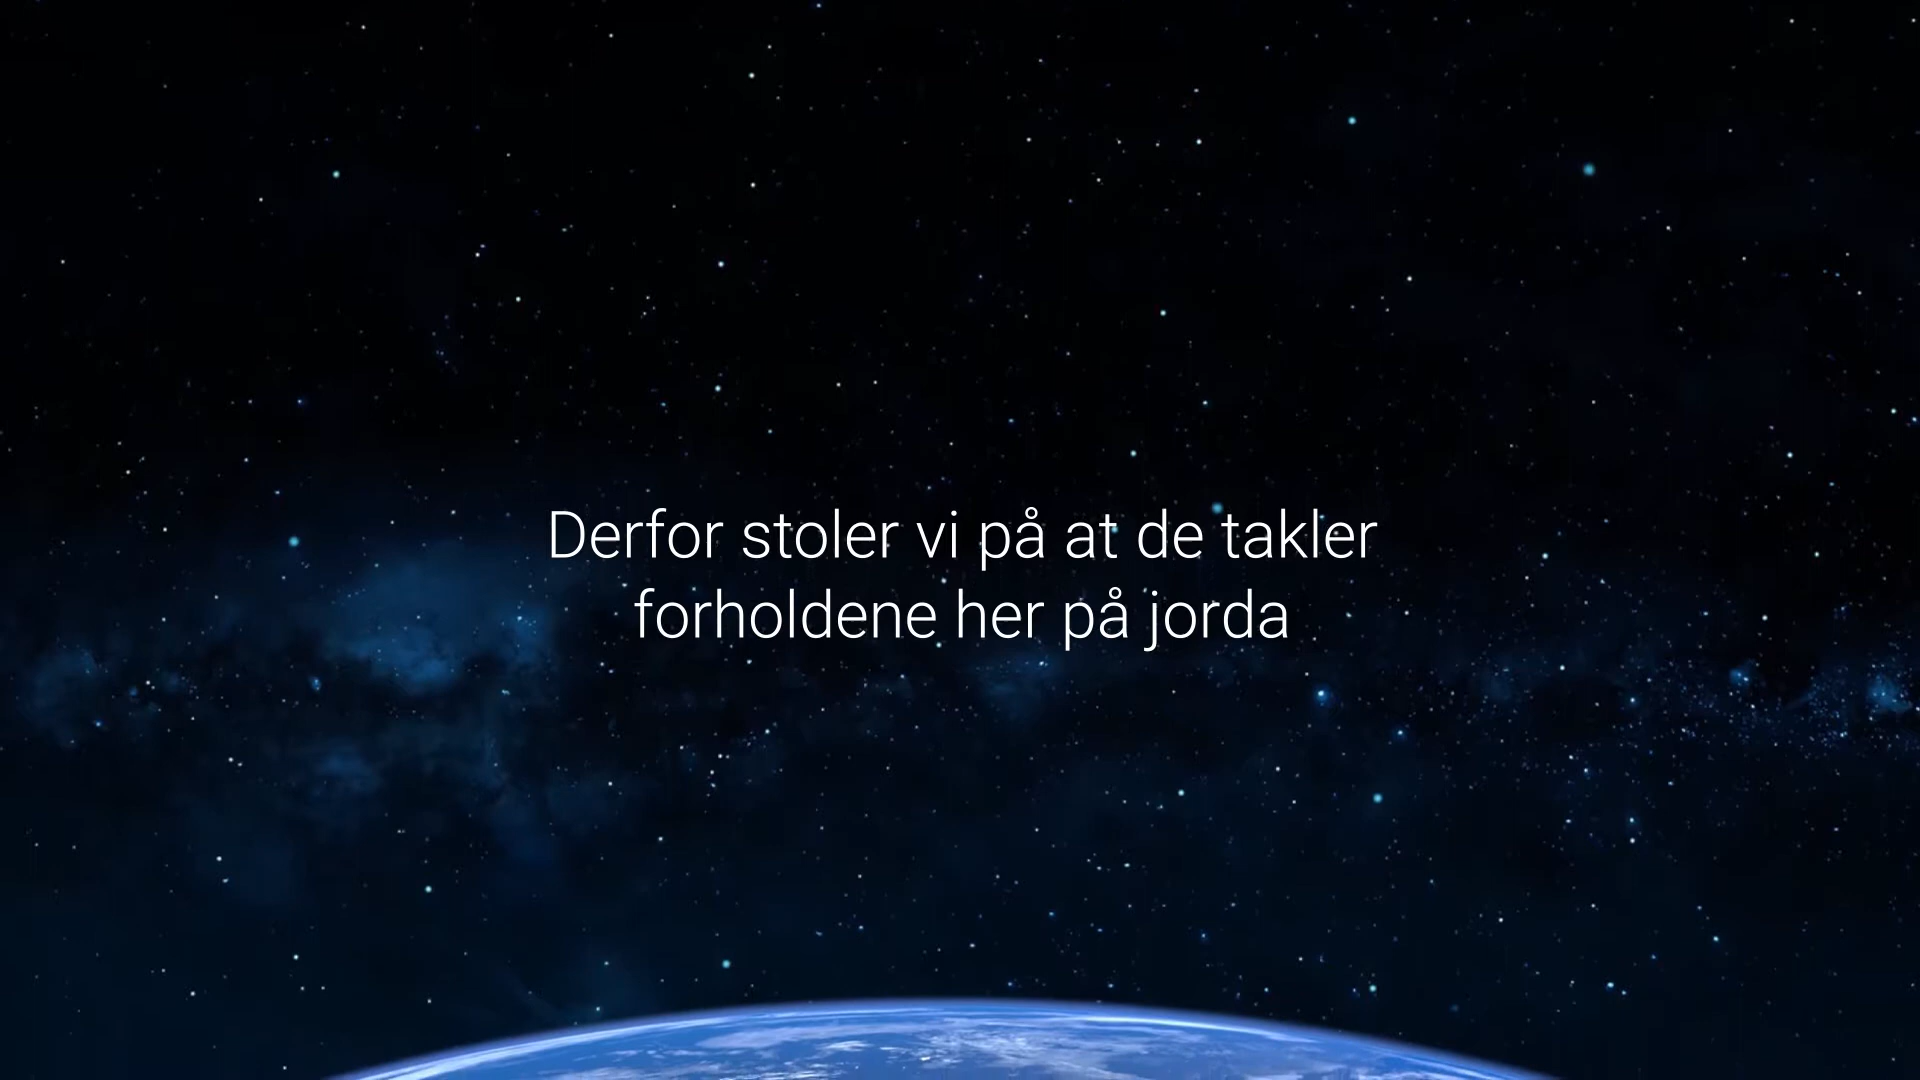 Derfor stoler vi på at de takler
forholdene her på jorda